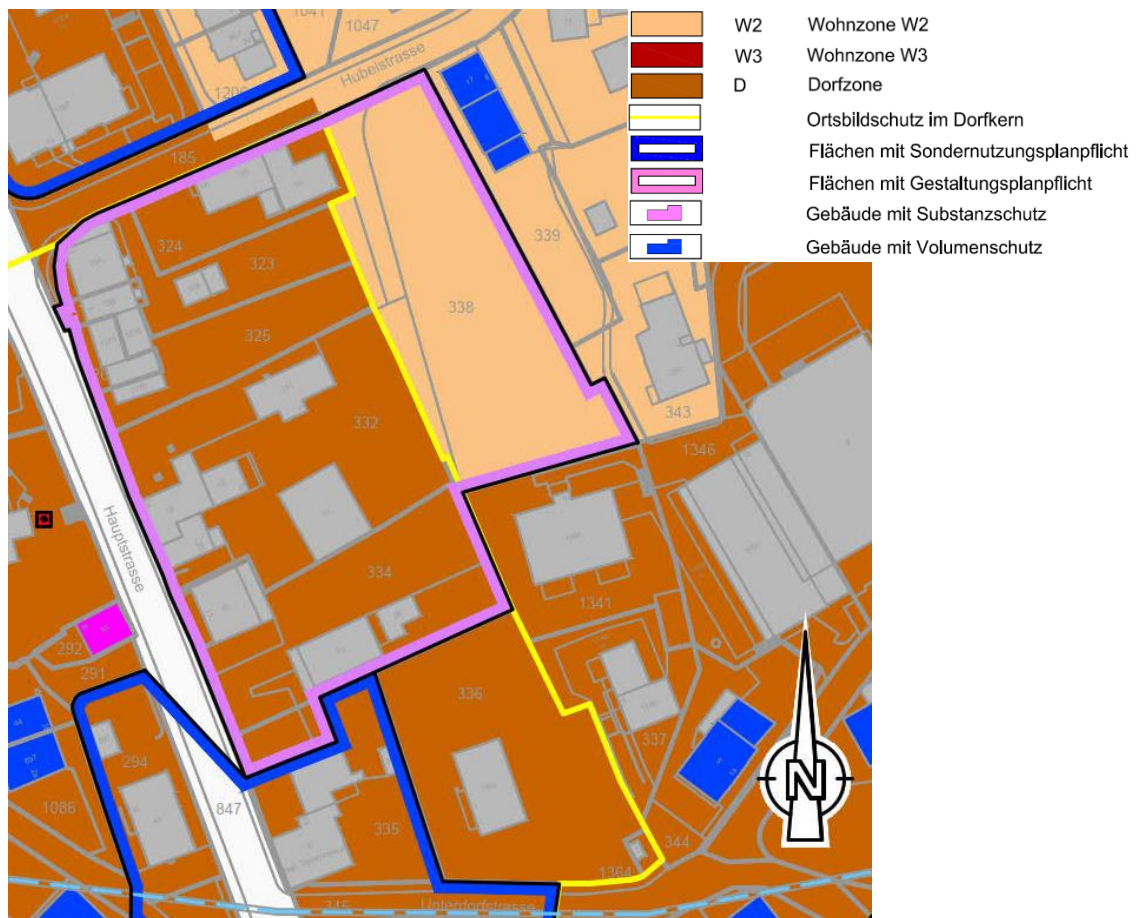 W2 Wohnzone W2
W3 Wohnzone W3
D Dorfzone
Ortsbildschutz im Dorfkern
Flächen mit Sondernutzungsplanpflicht
Flächen mit Gestaltungsplanpflicht
Gebäude mit Substanzschutz
Gebäude mit Volumenschutz
1047
Hubelstrasse
1206
185
324
323
339
325
338
332
343
1346
Hauptstrasse
334
1341
292
291
336
294
337
1086
847
335
344
1364
345
Unterdorfstrasse
N